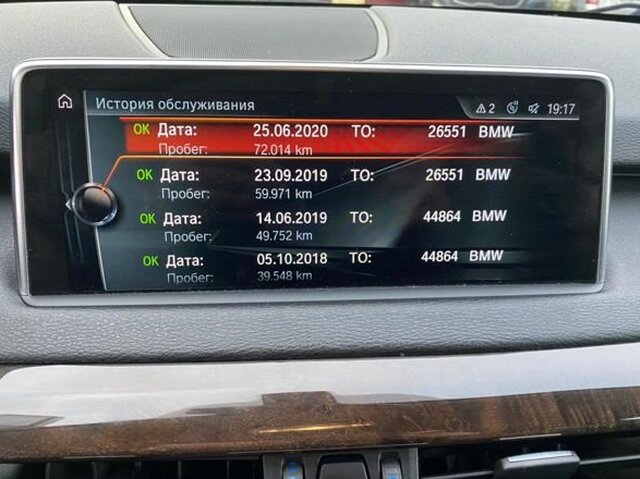 История обслуживания 2 19:17
OK Дата: 25.06.2020 ТО: 26551 BMW
Пробег: 72.014 km
OK Дата: 23.09.2019 ТО: 26551 BMW
Пробег: 59.971 km
OK Дата: 14.06.2019 ТО: 44864 BMW
Пробег: 49.752 km
OK Дата: 05.10.2018 ТО: 44864 BMW
Пробег: 39.548 km